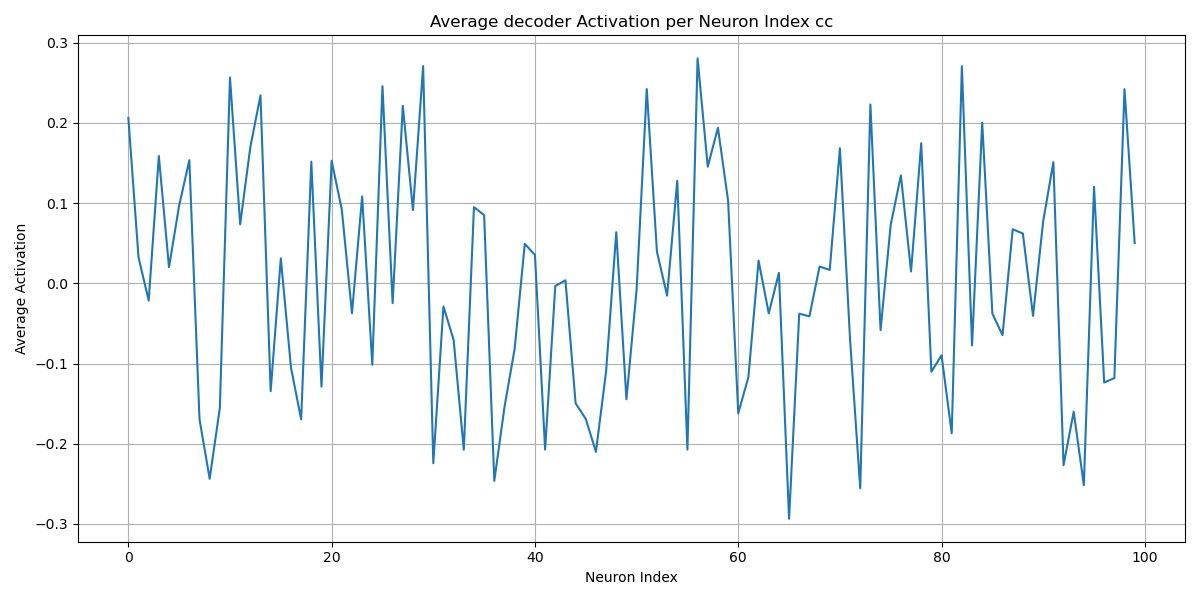 Average decoder Activation per Neuron Index cc
0.3
0.2
0.1
0.0
−0.1
−0.2
−0.3
Average Activation
0 20 40 60 80 100
Neuron Index